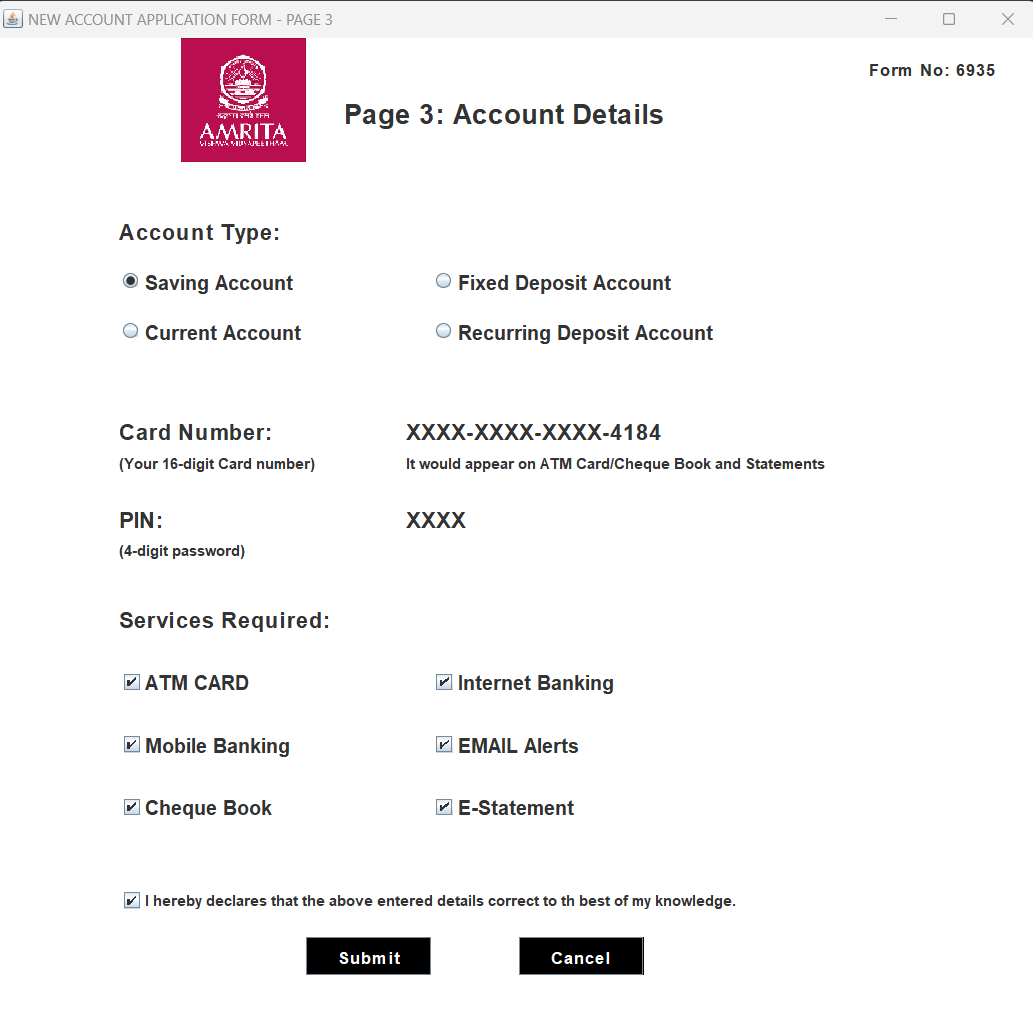 NEW ACCOUNT APPLICATION FORM - PAGE 3
Form No: 6935
AMRITA
VISHWA VIDYAPEETHAM
Page 3: Account Details
Account Type:
Saving Account Fixed Deposit Account
Current Account Recurring Deposit Account
Card Number: XXXX-XXXX-XXXX-4184
(Your 16-digit Card number) It would appear on ATM Card/Cheque Book and Statements
PIN: XXXX
(4-digit password)
Services Required:
ATM CARD Internet Banking
Mobile Banking EMAIL Alerts
Cheque Book E-Statement
I hereby declares that the above entered details correct to th best of my knowledge.
Submit Cancel